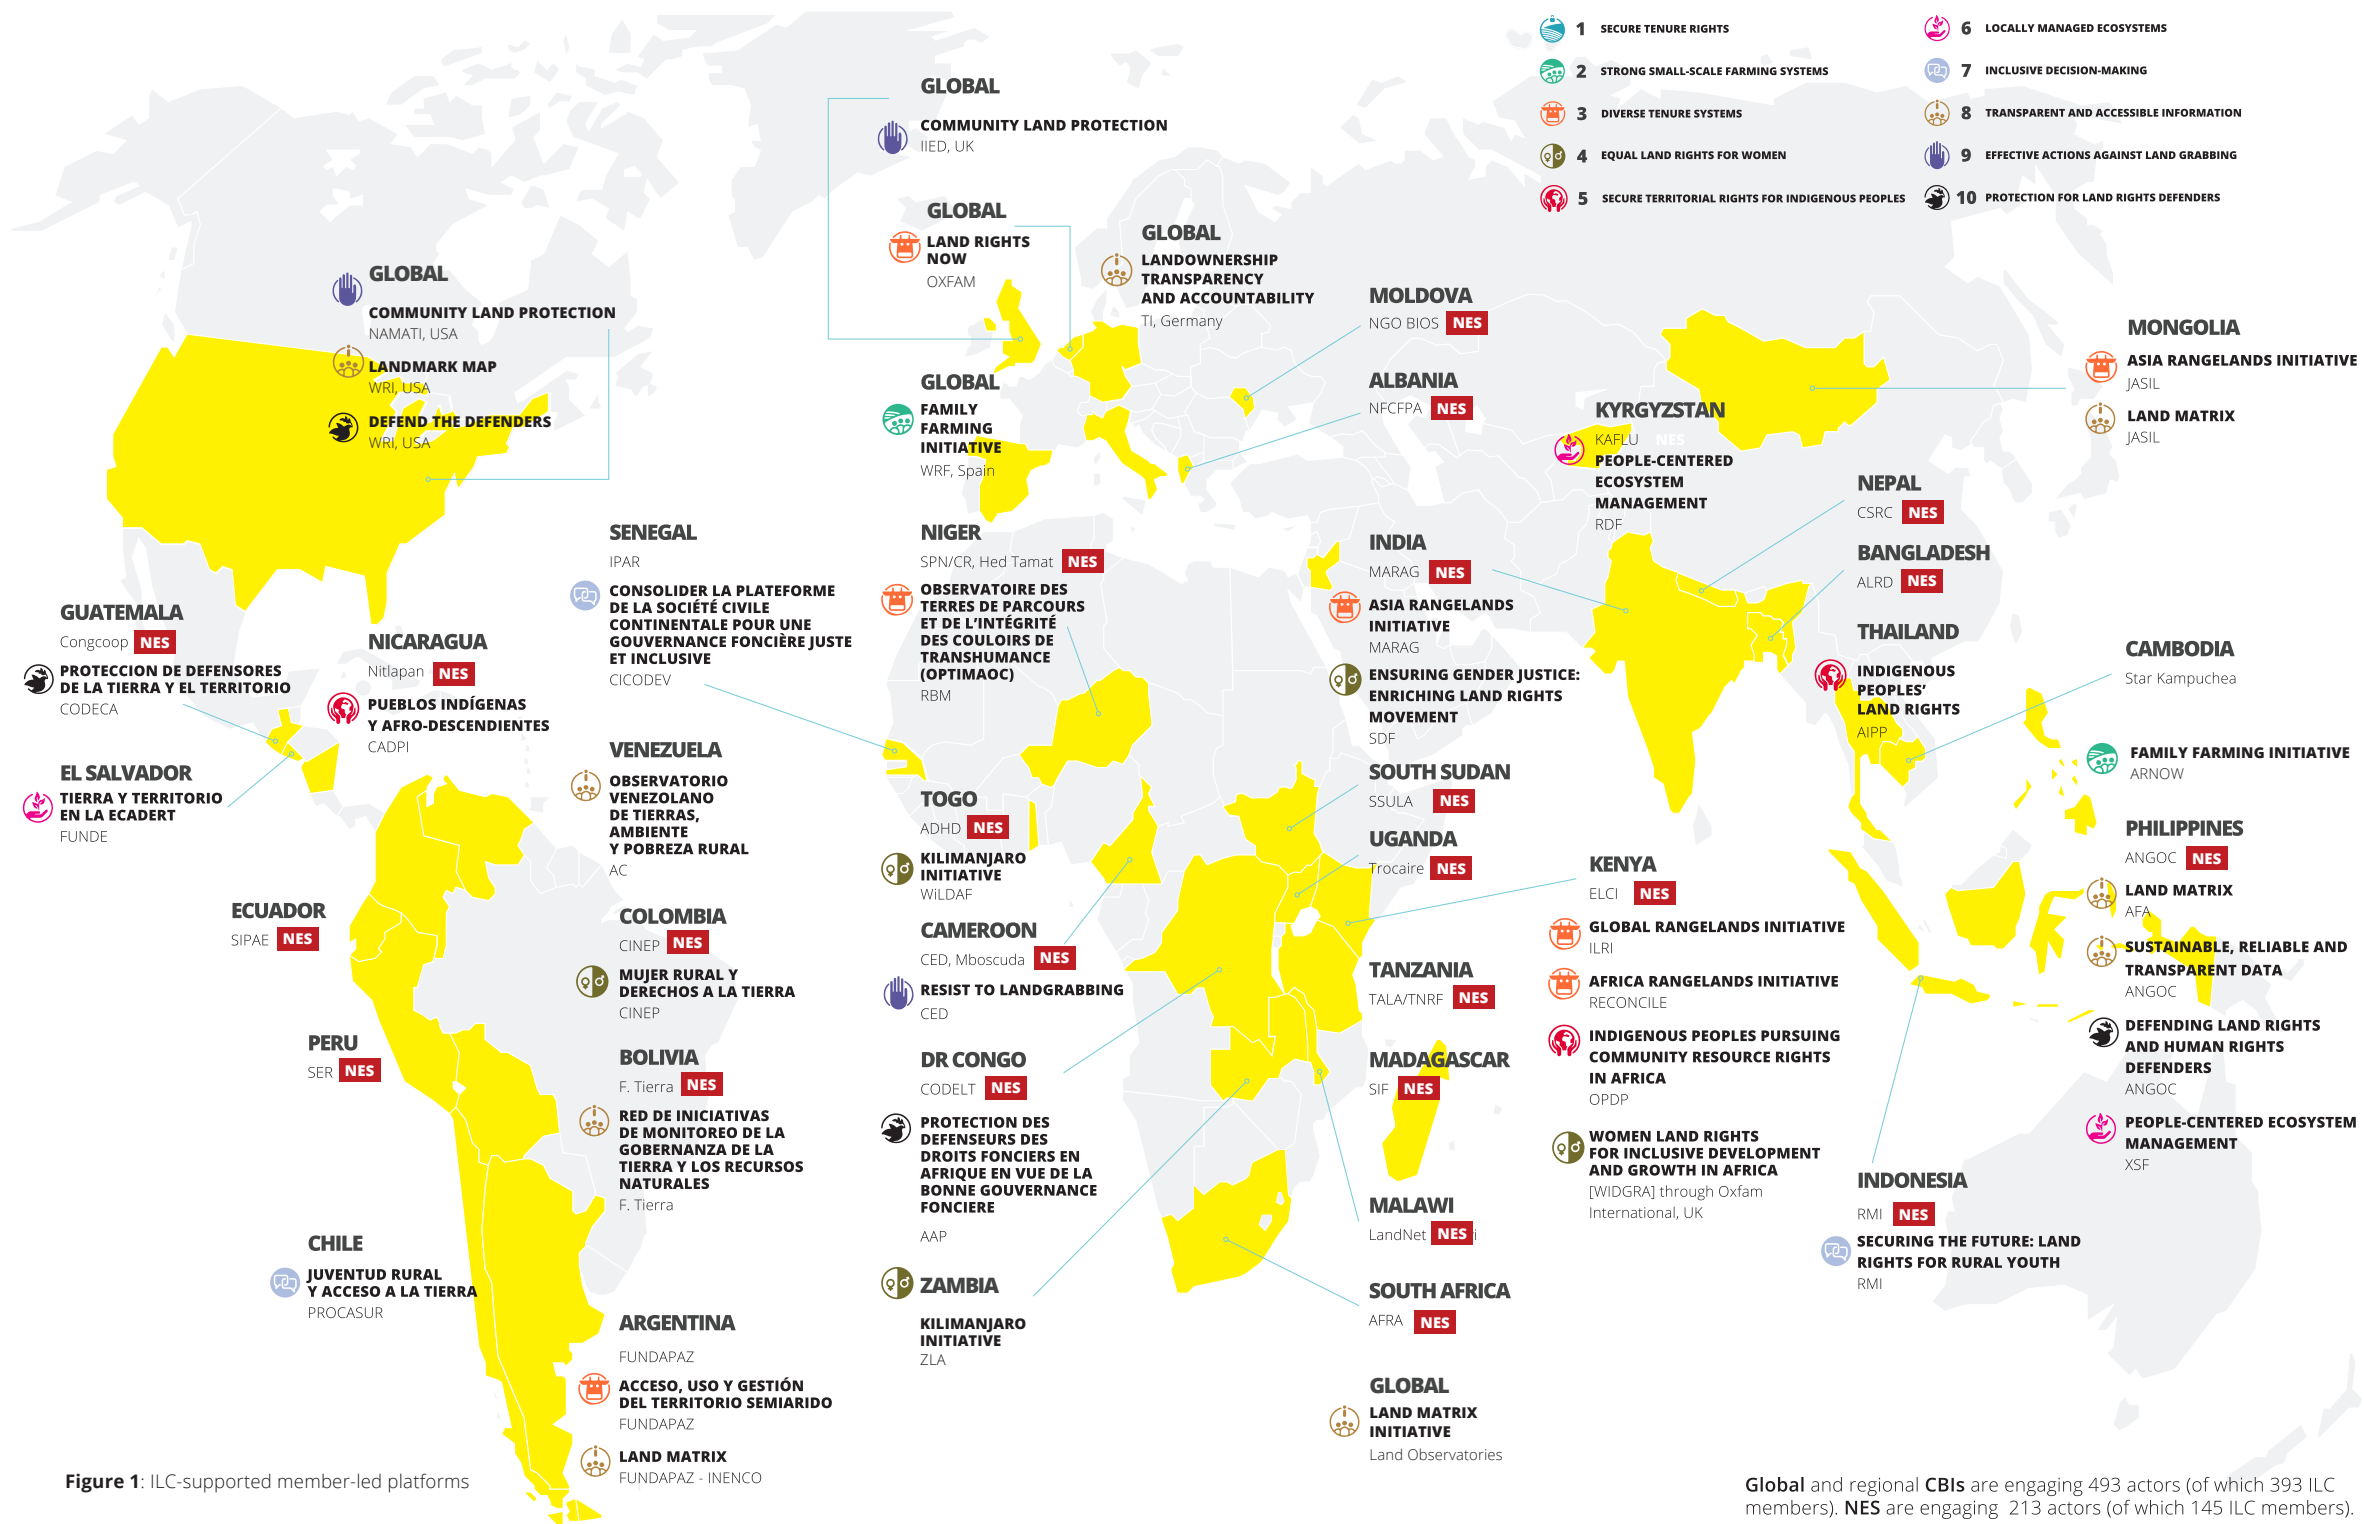 1 SECURE TENURE RIGHTS
2 STRONG SMALL-SCALE FARMING SYSTEMS
3 DIVERSE TENURE SYSTEMS
4 EQUAL LAND RIGHTS FOR WOMEN
5 SECURE TERRITORIAL RIGHTS FOR INDIGENOUS PEOPLES
6 LOCALLY MANAGED ECOSYSTEMS
7 INCLUSIVE DECISION-MAKING
8 TRANSPARENT AND ACCESSIBLE INFORMATION
9 EFFECTIVE ACTIONS AGAINST LAND GRABBING
10 PROTECTION FOR LAND RIGHTS DEFENDERS
GLOBAL
COMMUNITY LAND PROTECTION
IIED, UK
GLOBAL
LAND RIGHTS
NOW
OXFAM
GLOBAL
LANDOWNERSHIP
TRANSPARENCY
AND ACCOUNTABILITY
TI, Germany
GLOBAL
COMMUNITY LAND PROTECTION
NAMATI, USA
LANDMARK MAP
WRI, USA
DEFEND THE DEFENDERS
WRI, USA
GLOBAL
FAMILY
FARMING
INITIATIVE
WRF, Spain
MOLDOVA
NGO BIOS NES
ALBANIA
NFCFPA NES
KYRGYZSTAN
KAFLU NES
PEOPLE-CENTERED
ECOSYSTEM
MANAGEMENT
RDF
MONGOLIA
ASIA RANGELANDS INITIATIVE
JASIL
LAND MATRIX
JASIL
NEPAL
CSRC NES
BANGLADESH
ALRD NES
THAILAND
INDIGENOUS
PEOPLES’
LAND RIGHTS
AIPP
CAMBODIA
Star Kampuchea
FAMILY FARMING INITIATIVE
ARNOW
PHILIPPINES
ANGOC NES
LAND MATRIX
AFA
SUSTAINABLE, RELIABLE AND
TRANSPARENT DATA
ANGOC
DEFENDING LAND RIGHTS
AND HUMAN RIGHTS
DEFENDERS
ANGOC
PEOPLE-CENTERED ECOSYSTEM
MANAGEMENT
XSF
INDONESIA
RMI NES
SECURING THE FUTURE: LAND
RIGHTS FOR RURAL YOUTH
RMI
INDIA
MARAG NES
ASIA RANGELANDS
INITIATIVE
MARAG
ENSURING GENDER JUSTICE:
ENRICHING LAND RIGHTS
MOVEMENT
SDF
SOUTH SUDAN
SSULA NES
UGANDA
Trocaire NES
KENYA
ELCI NES
GLOBAL RANGELANDS INITIATIVE
ILRI
AFRICA RANGELANDS INITIATIVE
RECONCILE
INDIGENOUS PEOPLES PURSUING
COMMUNITY RESOURCE RIGHTS
IN AFRICA
OPDP
WOMEN LAND RIGHTS
FOR INCLUSIVE DEVELOPMENT
AND GROWTH IN AFRICA
[WIDGRA] through Oxfam
International, UK
TANZANIA
TALA/TNRF NES
MADAGASCAR
SIF NES
MALAWI
LandNet NES i
SOUTH AFRICA
AFRA NES
GLOBAL
LAND MATRIX
INITIATIVE
Land Observatories
SENEGAL
IPAR
CONSOLIDER LA PLATEFORME
DE LA SOCIÉTÉ CIVILE
CONTINENTALE POUR UNE
GOUVERNANCE FONCIÈRE JUSTE
ET INCLUSIVE
CICODEV
NIGER
SPN/CR, Hed Tamat NES
OBSERVATOIRE DES
TERRES DE PARCOURS
ET DE L’INTÉGRITÉ
DES COULOIRS DE
TRANSHUMANCE
(OPTIMAOC)
RBM
TOGO
ADHD NES
KILIMANJARO
INITIATIVE
WiLDAF
CAMEROON
CED, Mboscuda NES
RESIST TO LANDGRABBING
CED
DR CONGO
CODELT NES
PROTECTION DES
DEFENSEURS DES
DROITS FONCIERS EN
AFRIQUE EN VUE DE LA
BONNE GOUVERNANCE
FONCIERE
AAP
ZAMBIA
KILIMANJARO
INITIATIVE
ZLA
GUATEMALA
Congcoop NES
PROTECCION DE DEFENSORES
DE LA TIERRA Y EL TERRITORIO
CODECA
NICARAGUA
Nitlapan NES
PUEBLOS INDÍGENAS
Y AFRO-DESCENDIENTES
CADPI
EL SALVADOR
TIERRA Y TERRITORIO
EN LA ECADERT
FUNDE
VENEZUELA
OBSERVATORIO
VENEZOLANO
DE TIERRAS,
AMBIENTE
Y POBREZA RURAL
AC
ECUADOR
SIPAE NES
COLOMBIA
CINEP NES
MUJER RURAL Y
DERECHOS A LA TIERRA
CINEP
PERU
SER NES
BOLIVIA
F. Tierra NES
RED DE INICIATIVAS
DE MONITOREO DE LA
GOBERNANZA DE LA
TIERRA Y LOS RECURSOS
NATURALES
F. Tierra
CHILE
JUVENTUD RURAL
Y ACCESO A LA TIERRA
PROCASUR
ARGENTINA
FUNDAPAZ
ACCESO, USO Y GESTIÓN
DEL TERRITORIO SEMIARIDO
FUNDAPAZ
LAND MATRIX
FUNDAPAZ - INENCO
Figure 1: ILC-supported member-led platforms
Global and regional CBIs are engaging 493 actors (of which 393 ILC
members). NES are engaging 213 actors (of which 145 ILC members).